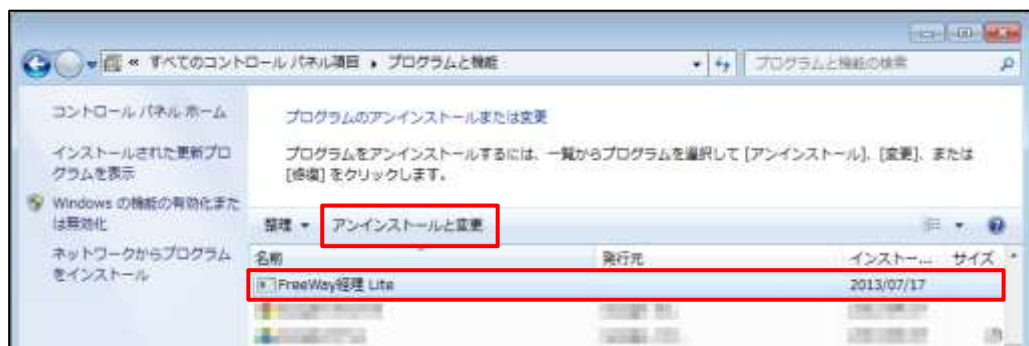 « すべてのコントロール パネル項目 ▸ プログラムと機能
プログラムと機能の検索
コントロール パネル ホーム
インストールされた更新プロ
グラムを表示
Windows の機能の有効化また
は無効化
ネットワークからプログラム
をインストール
プログラムのアンインストールまたは変更
プログラムをアンインストールするには、一覧からプログラムを選択して [アンインストール]、[変更]、または
[修復] をクリックします。
整理 ▾ アンインストールと変更
名前 発行元 インストー... サイズ
FreeWay経理 Lite 2013/07/17